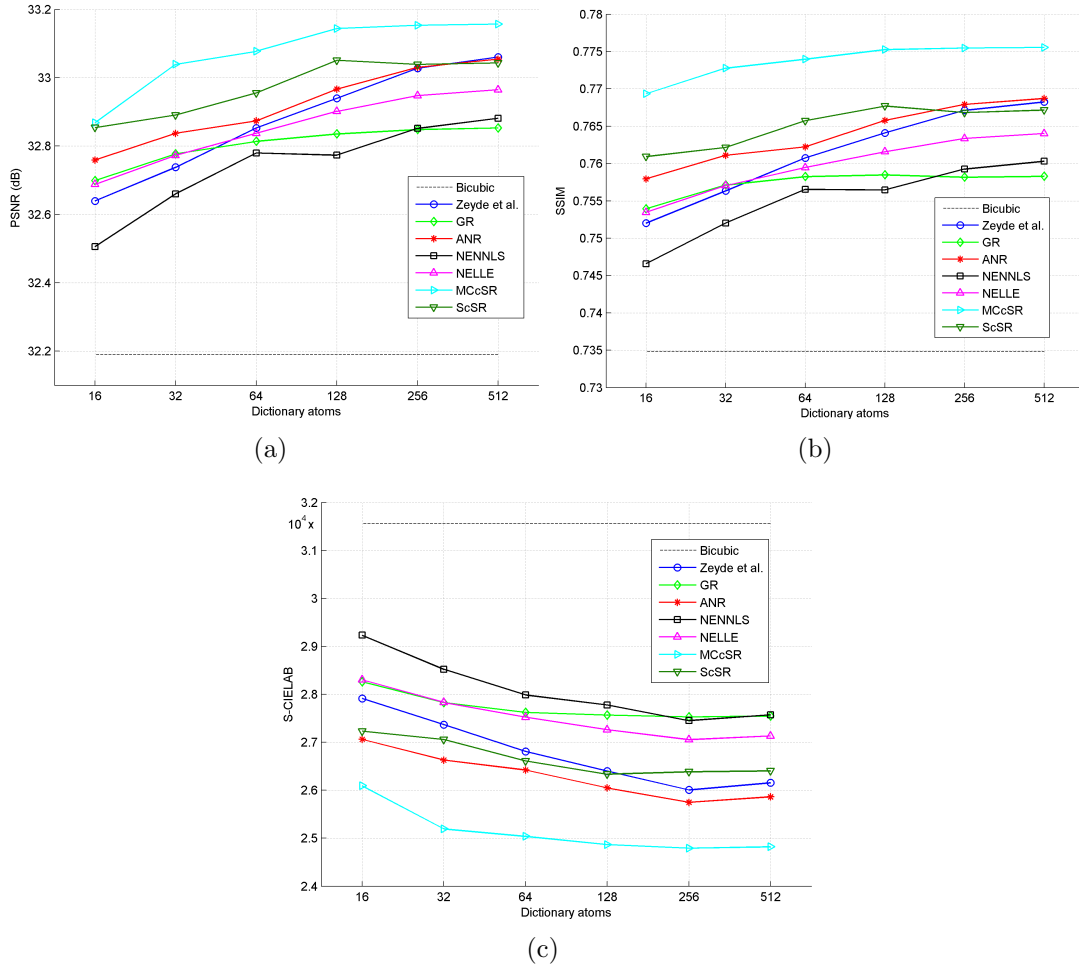 33.2
33
32.8
32.6
32.4
32.2
PSNR (dB)
Bicubic
Zeyde et al.
GR
ANR
NENNLS
NELLE
MCcSR
ScSR
16 32 64 128 256 512
Dictionary atoms
(a)
0.78
0.775
0.77
0.765
0.76
0.755
0.75
0.745
0.74
0.735
0.73
SSIM
Bicubic
Zeyde et al.
GR
ANR
NENNLS
NELLE
MCcSR
ScSR
16 32 64 128 256 512
Dictionary atoms
(b)
3.2
10⁴x
3.1
3
2.9
2.8
2.7
2.6
2.5
2.4
S-CIELAB
Bicubic
Zeyde et al.
GR
ANR
NENNLS
NELLE
MCcSR
ScSR
16 32 64 128 256 512
Dictionary atoms
(c)